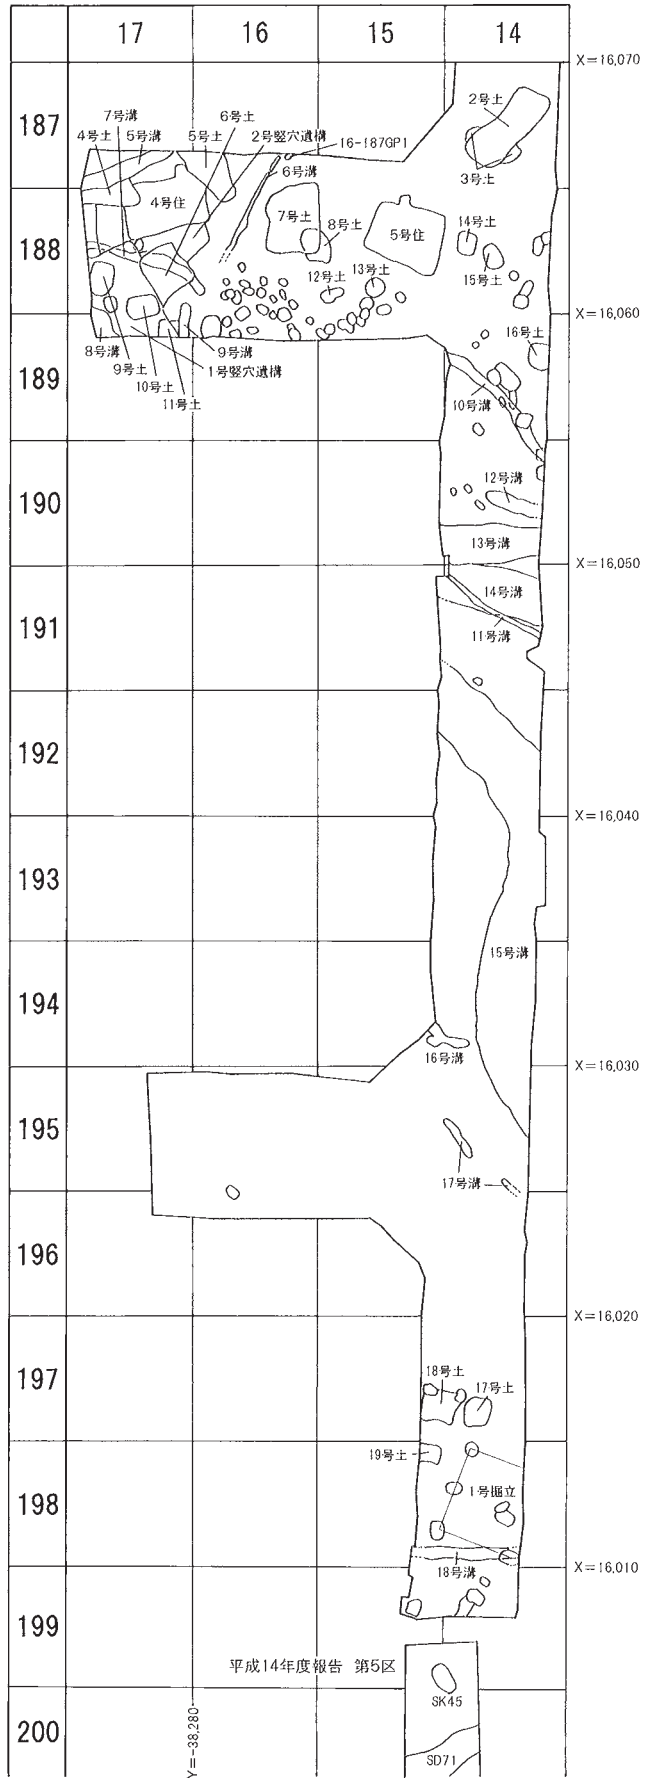 17 16 15 14
X=16,070
187
7号溝 6号土 2号竪穴遺構 2号土
4号土 5号溝 5号土 16-187GP1
6号溝
3号土
4号住
188
7号土 8号土 5号住 14号土
12号土 13号土 15号土
X=16,060
16号土
8号溝 9号溝
189
9号土 1号竪穴遺構 10号溝
10号土
11号土
190
12号溝
13号溝
X=16,050
14号溝
191
11号溝
192
X=16,040
193
15号溝
194
16号溝
X=16,030
195
17号溝
196
X=16,020
197
18号土 17号土
19号土
198
1号掘立
18号溝
X=16,010
199
平成14年度報告 第5区
SK45
200
Y=-38,280
SD71